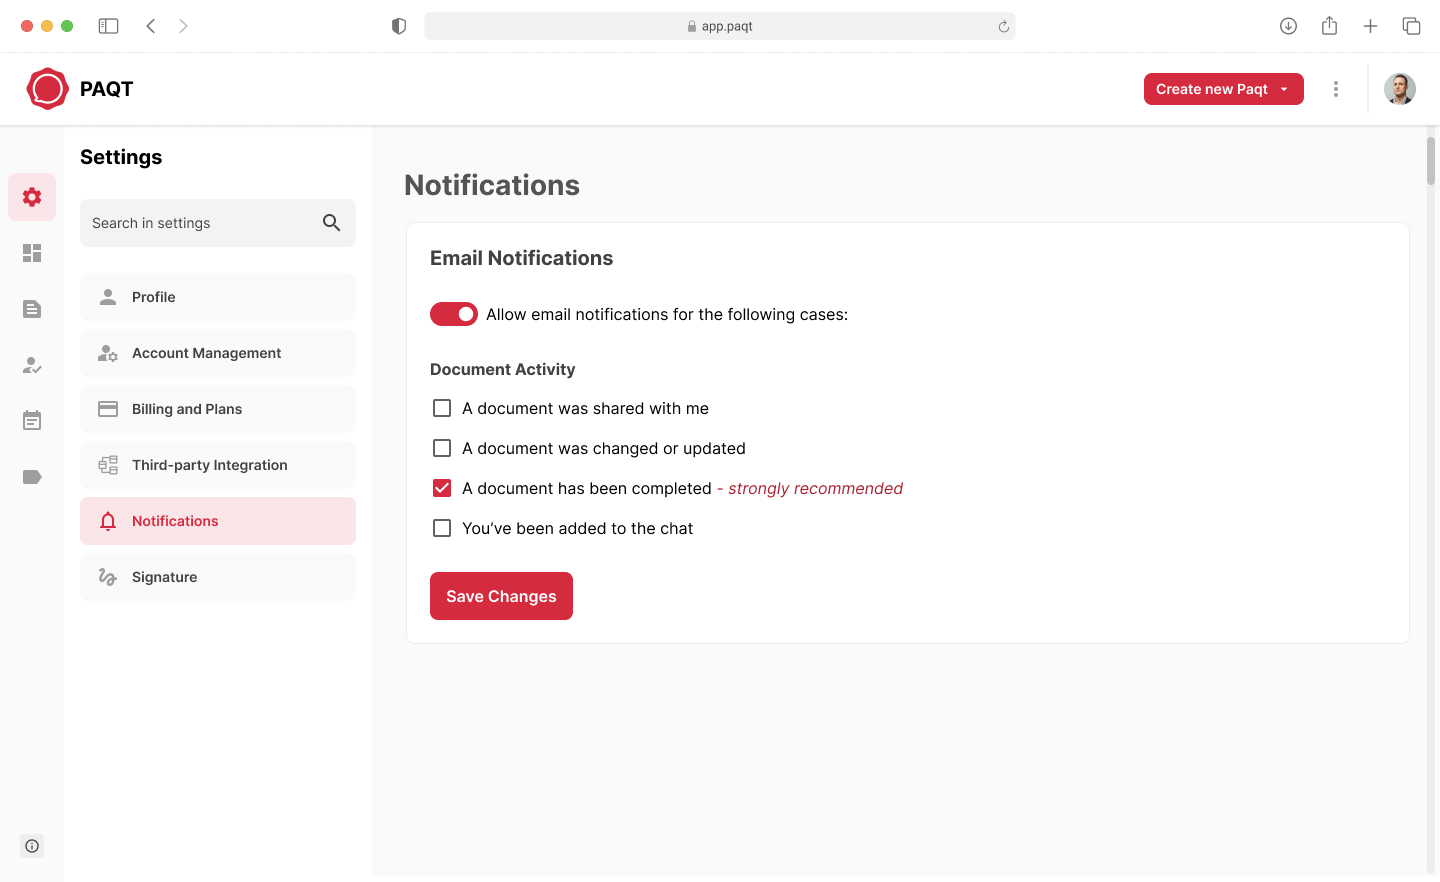 app.paqt
PAQT
Create new Paqt
Settings
Search in settings
Profile
Account Management
Billing and Plans
Third-party Integration
Notifications
Signature
Notifications
Email Notifications
Allow email notifications for the following cases:
Document Activity
A document was shared with me
A document was changed or updated
A document has been completed - strongly recommended
You’ve been added to the chat
Save Changes